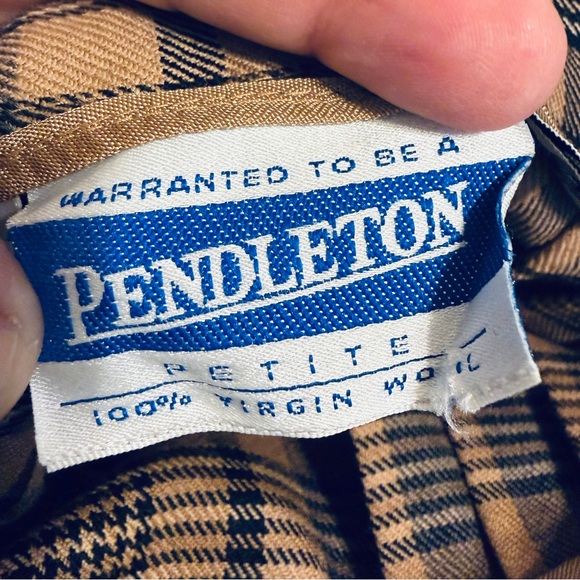 WARRANTED TO BE A
PENDLETON
PETITE
100% VIRGIN WOOL